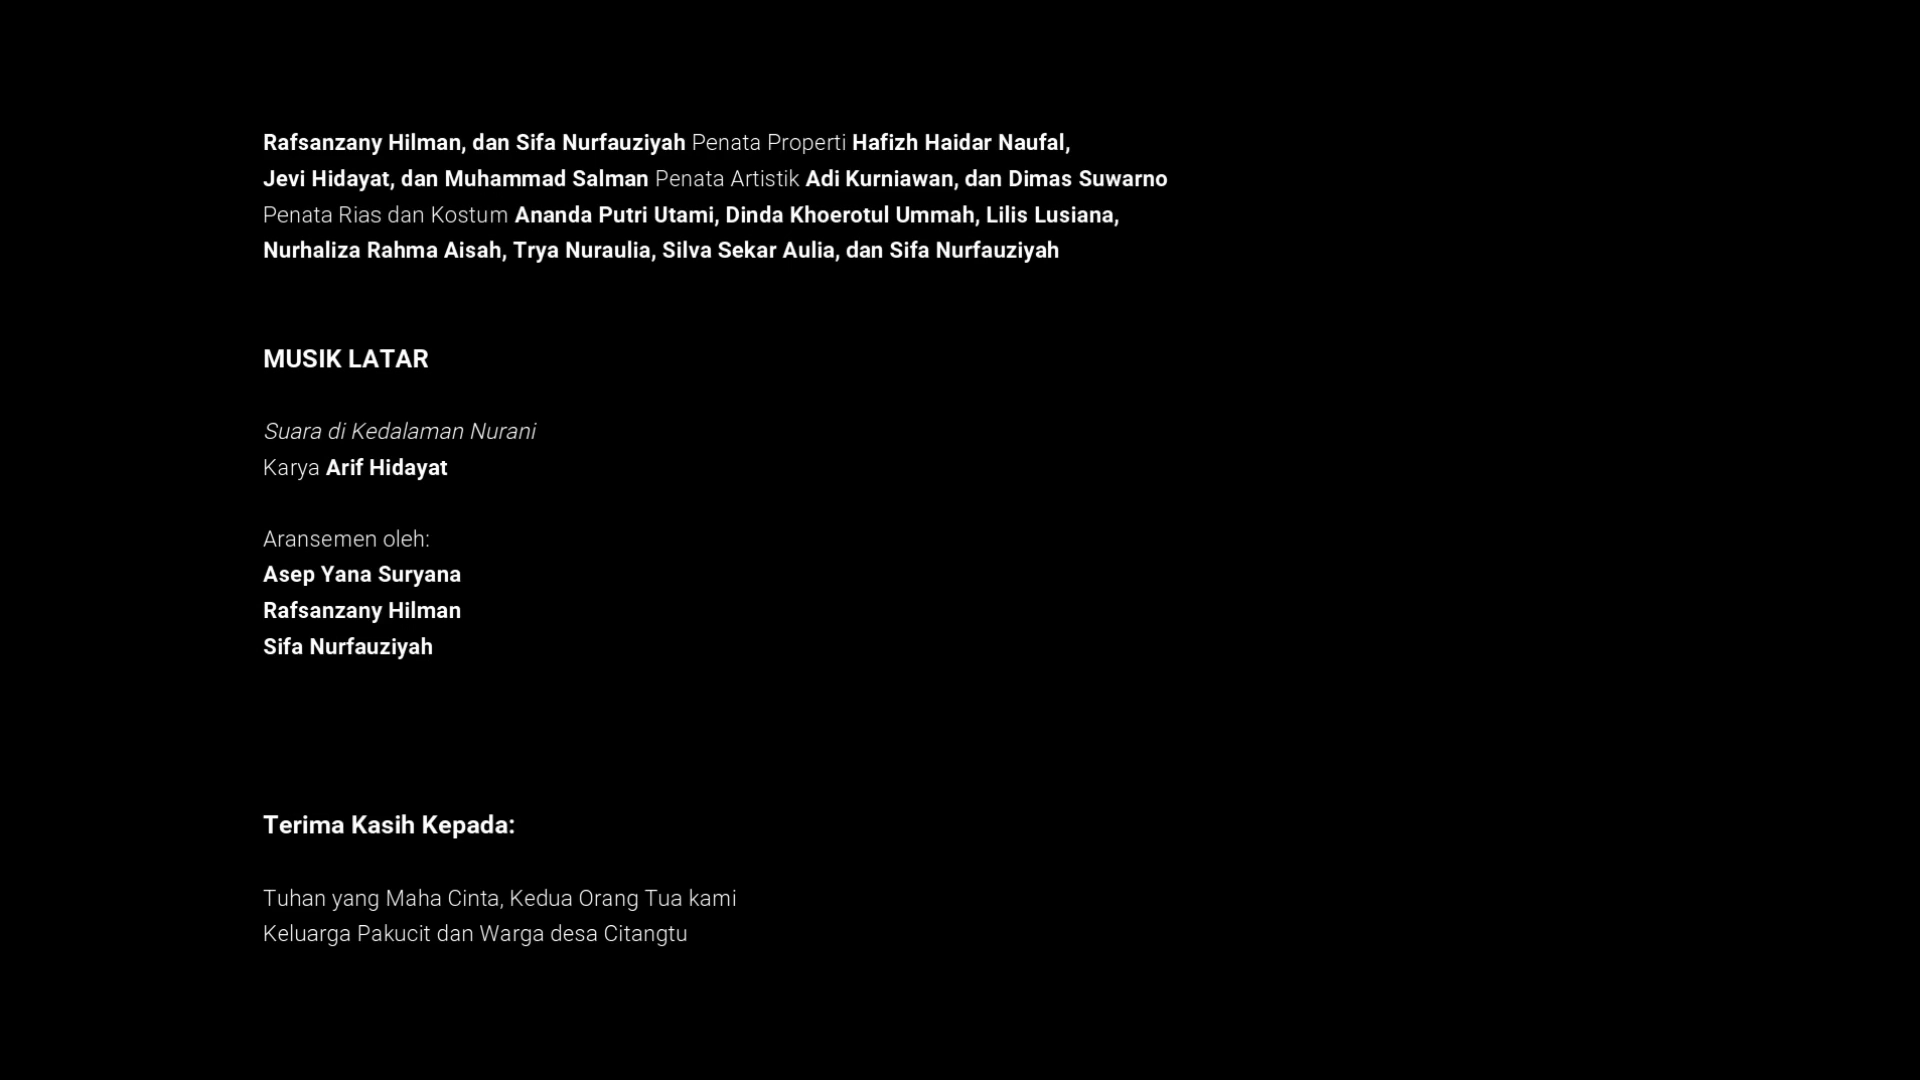 Rafsanzany Hilman, dan Sifa Nurfauziyah Penata Properti Hafizh Haidar Naufal,
Jevi Hidayat, dan Muhammad Salman Penata Artistik Adi Kurniawan, dan Dimas Suwarno
Penata Rias dan Kostum Ananda Putri Utami, Dinda Khoerotul Ummah, Lilis Lusiana,
Nurhaliza Rahma Aisah, Trya Nuraulia, Silva Sekar Aulia, dan Sifa Nurfauziyah
MUSIK LATAR
Suara di Kedalaman Nurani
Karya Arif Hidayat
Aransemen oleh:
Asep Yana Suryana
Rafsanzany Hilman
Sifa Nurfauziyah
Terima Kasih Kepada:
Tuhan yang Maha Cinta, Kedua Orang Tua kami
Keluarga Pakucit dan Warga desa Citangtu